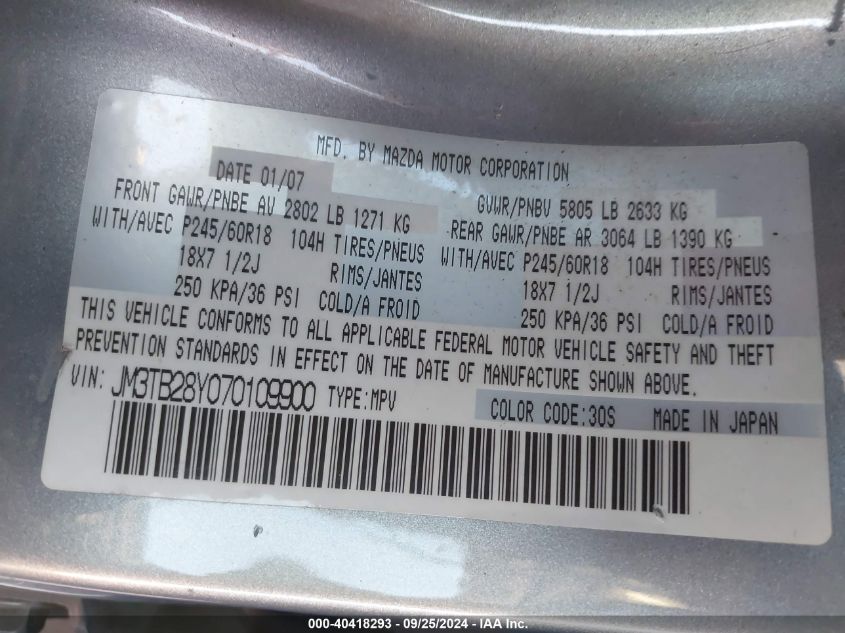 MFD. BY MAZDA MOTOR CORPORATION
DATE 01/07
GVWR/PNBV 5805 LB 2633 KG
FRONT GAWR/PNBE AV 2802 LB 1271 KG
REAR GAWR/PNBE AR 3064 LB 1390 KG
WITH/AVEC P245/60R18 104H TIRES/PNEUS
WITH/AVEC P245/60R18 104H TIRES/PNEUS
18X7 1/2J RIMS/JANTES
18X7 1/2J RIMS/JANTES
250 KPA/36 PSI COLD/A FROID
250 KPA/36 PSI COLD/A FROID
THIS VEHICLE CONFORMS TO ALL APPLICABLE FEDERAL MOTOR VEHICLE SAFETY AND THEFT
PREVENTION STANDARDS IN EFFECT ON THE DATE OF MANUFACTURE SHOWN ABOVE.
VIN: JM3TB28Y070109900 TYPE:MPV
COLOR CODE:30S MADE IN JAPAN
000-40418293 - 09/25/2024 - IAA Inc.